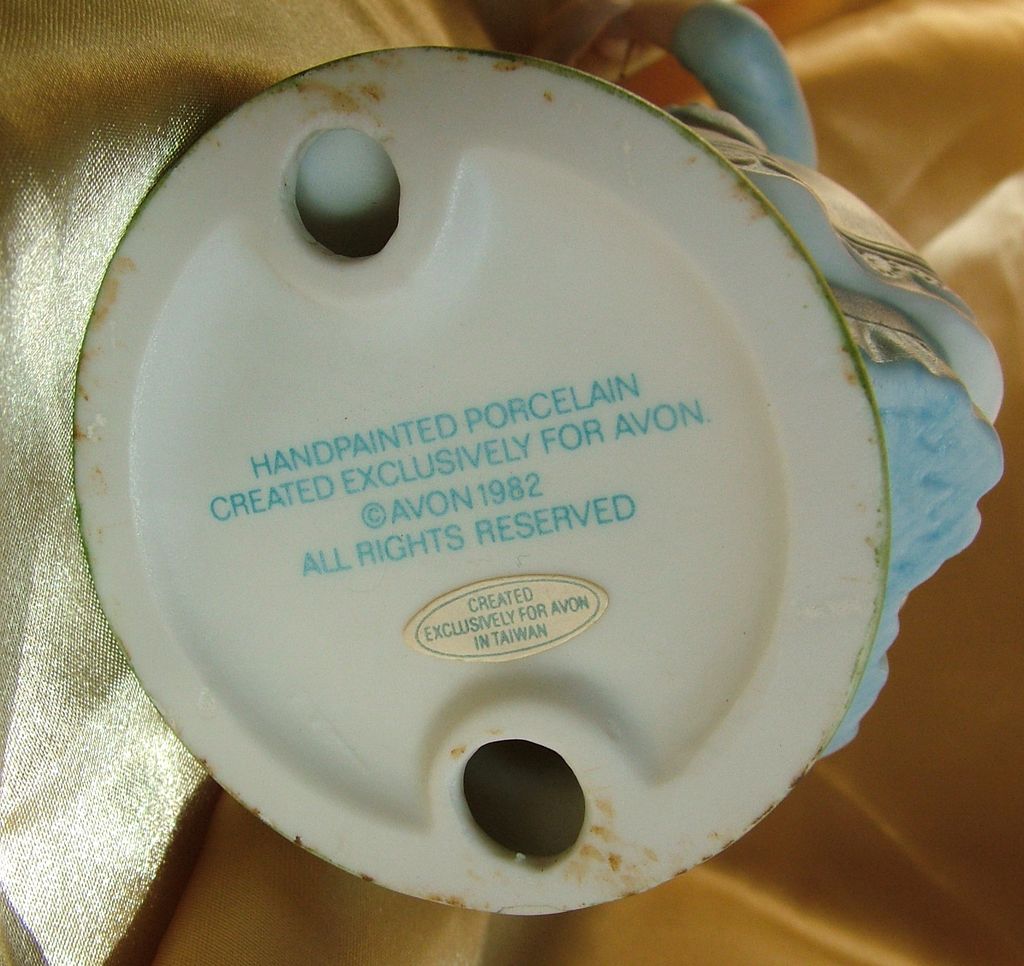 HANDPAINTED PORCELAIN
CREATED EXCLUSIVELY FOR AVON.
©AVON 1982
ALL RIGHTS RESERVED
CREATED
EXCLUSIVELY FOR AVON
IN TAIWAN